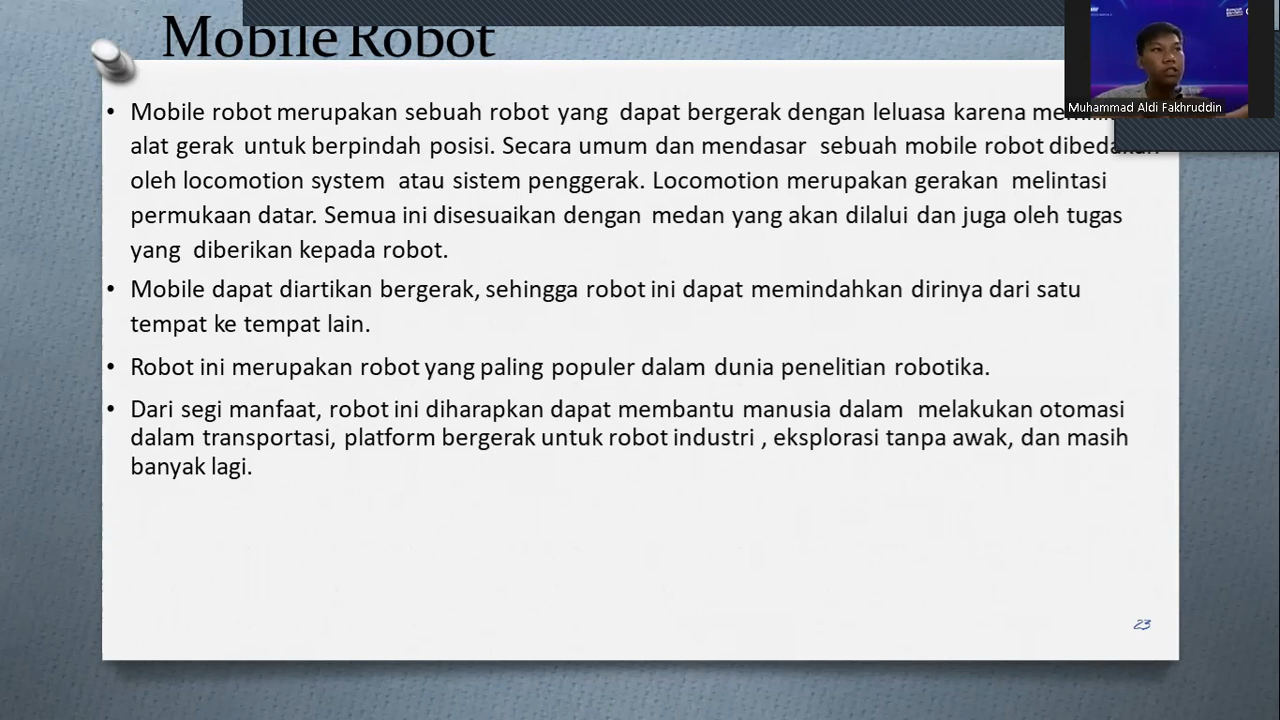 Mobile Robot
• Mobile robot merupakan sebuah robot yang dapat bergerak dengan leluasa karena
alat gerak untuk berpindah posisi. Secara umum dan mendasar sebuah mobile robot dibedakan
oleh locomotion system atau sistem penggerak. Locomotion merupakan gerakan melintasi
permukaan datar. Semua ini disesuaikan dengan medan yang akan dilalui dan juga oleh tugas
yang diberikan kepada robot.
• Mobile dapat diartikan bergerak, sehingga robot ini dapat memindahkan dirinya dari satu
tempat ke tempat lain.
• Robot ini merupakan robot yang paling populer dalam dunia penelitian robotika.
• Dari segi manfaat, robot ini diharapkan dapat membantu manusia dalam melakukan otomasi
dalam transportasi, platform bergerak untuk robot industri , eksplorasi tanpa awak, dan masih
banyak lagi.
23
Muhammad Aldi Fakhruddin